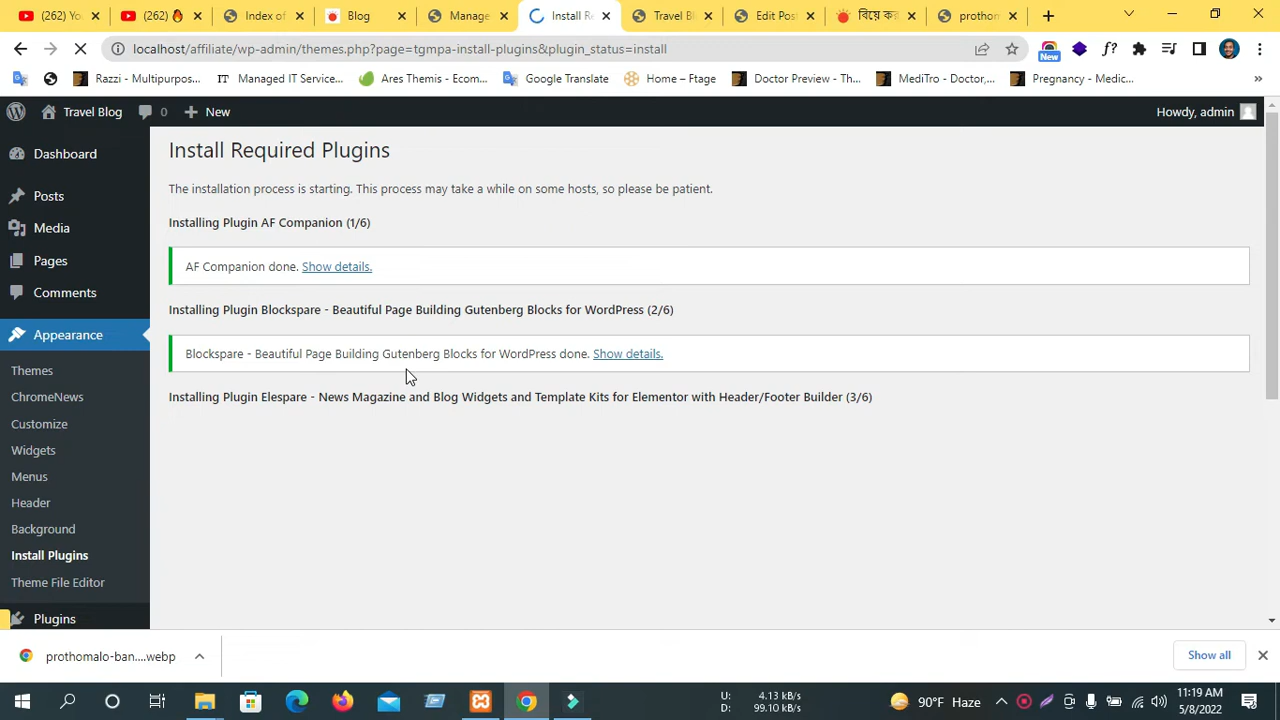 (262) Yo
(262)
Index of
Blog
Manage
Install Re
Travel Bl
Edit Pos
বিয়ে কর
prothom
localhost/affiliate/wp-admin/themes.php?page=tgmpa-install-plugins&plugin_status=install
New
Razzi - Multipurpos...
IT
Managed IT Service...
Ares Themis - Ecom...
Google Translate
Home – Ftage
Doctor Preview - Th...
MediTro - Doctor,...
Pregnancy - Medic...
Travel Blog
0
New
Howdy, admin
Dashboard
Posts
Media
Pages
Comments
Appearance
Themes
ChromeNews
Customize
Widgets
Menus
Header
Background
Install Plugins
Theme File Editor
Plugins
Install Required Plugins
The installation process is starting. This process may take a while on some hosts, so please be patient.
Installing Plugin AF Companion (1/6)
AF Companion done. Show details.
Installing Plugin Blockspare - Beautiful Page Building Gutenberg Blocks for WordPress (2/6)
Blockspare - Beautiful Page Building Gutenberg Blocks for WordPress done. Show details.
Installing Plugin Elespare - News Magazine and Blog Widgets and Template Kits for Elementor with Header/Footer Builder (3/6)
prothomalo-ban....webp
Show all
U: 4.13 kB/s
D: 99.10 kB/s
90°F Haze
11:19 AM
5/8/2022